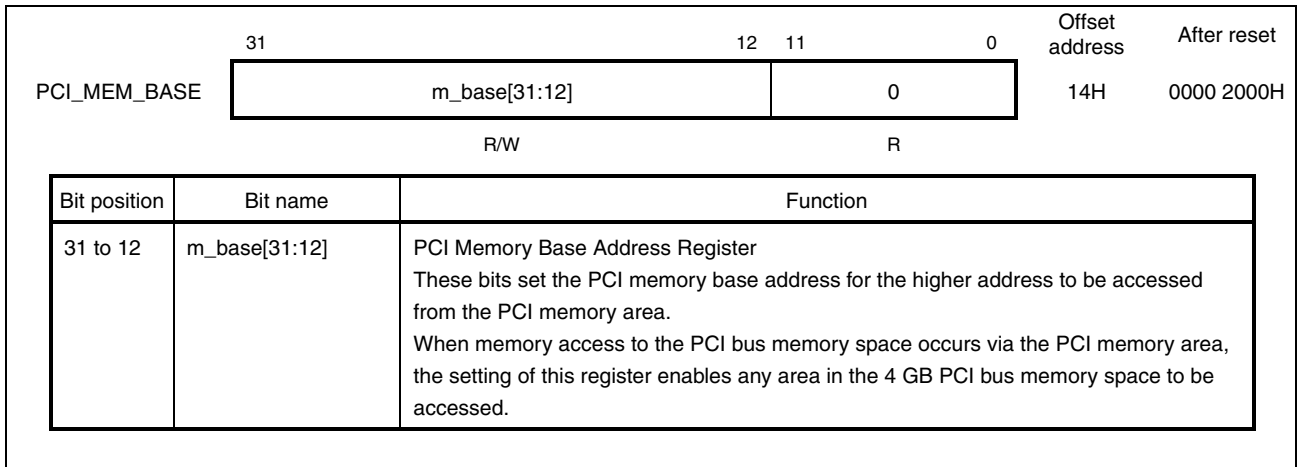 Offset address
After reset
31 12 11 0
PCI_MEM_BASE m_base[31:12] 0 14H 0000 2000H
R/W R
Bit position Bit name Function
31 to 12 m_base[31:12] PCI Memory Base Address Register
These bits set the PCI memory base address for the higher address to be accessed
from the PCI memory area.
When memory access to the PCI bus memory space occurs via the PCI memory area,
the setting of this register enables any area in the 4 GB PCI bus memory space to be
accessed.